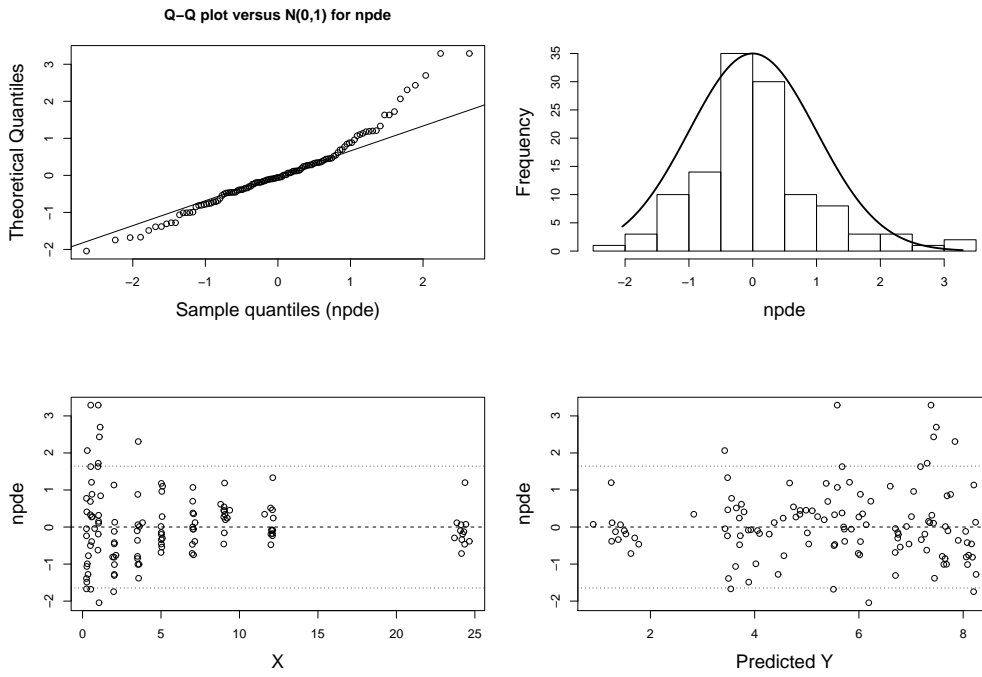 Q−Q plot versus N(0,1) for npde
Theoretical Quantiles
3
2
1
0
−1
−2
−2 −1 0 1 2
Sample quantiles (npde)
Frequency
35
30
25
20
15
10
5
0
−2 −1 0 1 2 3
npde
npde
3
2
1
0
−1
−2
0 5 10 15 20 25
X
npde
3
2
1
0
−1
−2
2 4 6 8
Predicted Y